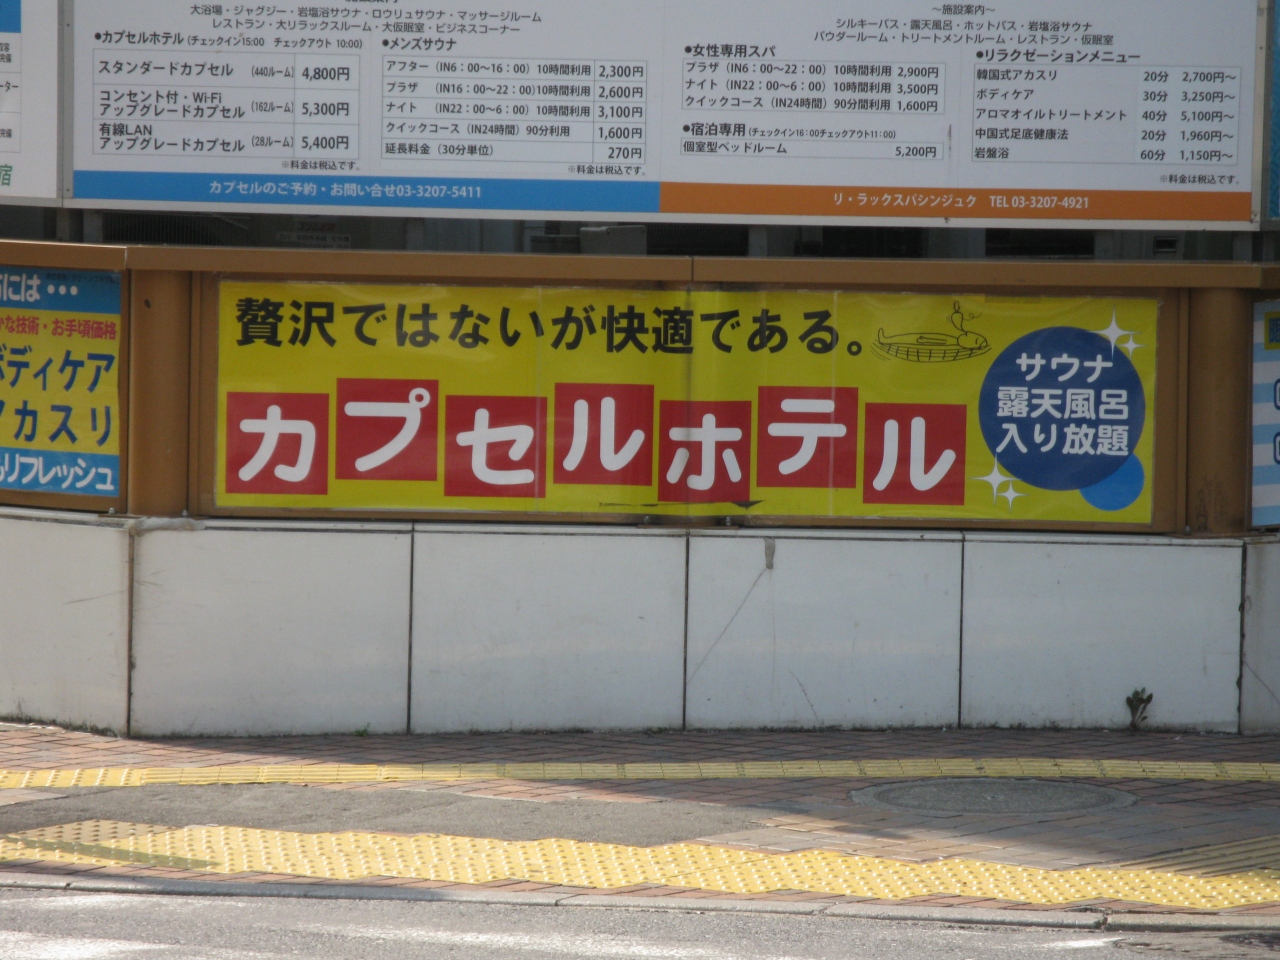 大浴場・ジャグジー・岩塩浴サウナ・ロウリュサウナ・マッサージルーム
レストラン・大リラックスルーム・大仮眠室・ビジネスコーナー
●カプセルホテル(チェックイン15:00 チェックアウト 10:00)
スタンダードカプセル (440ルーム) 4,800円
コンセント付・Wi-Fi
アップグレードカプセル (162ルーム) 5,300円
有線LAN
アップグレードカプセル (28ルーム) 5,400円
※料金は税込です。
●メンズサウナ
アフター(IN6:00〜16:00)10時間利用 2,300円
プラザ(IN16:00〜22:00)10時間利用 2,600円
ナイト(IN22:00〜6:00)10時間利用 3,100円
クイックコース(IN24時間)90分利用 1,600円
延長料金(30分単位) 270円
※料金は税込です。
カプセルのご予約・お問い合せ03-3207-5411
〜施設案内〜
シルキーバス・露天風呂・ホットバス・岩塩浴サウナ
パウダールーム・トリートメントルーム・レストラン・仮眠室
●女性専用スパ
プラザ(IN6:00〜22:00)10時間利用 2,900円
ナイト(IN22:00〜6:00)10時間利用 3,500円
クイックコース(IN24時間)90分間利用 1,600円
●宿泊専用(チェックイン16:00チェックアウト11:00)
個室型ベッドルーム 5,200円
●リラクゼーションメニュー
韓国式アカスリ 20分 2,700円〜
ボディケア 30分 3,250円〜
アロマオイルトリートメント 40分 5,100円〜
中国式足底健康法 20分 1,960円〜
岩盤浴 60分 1,150円〜
※料金は税込です。
リ・ラックスパシンジュク TEL 03-3207-4921
宿
には・・・
な技術・お手頃価格
ボディケア
アカスリ
リフレッシュ
贅沢ではないが快適である。
カプセルホテル
サウナ
露天風呂
入り放題